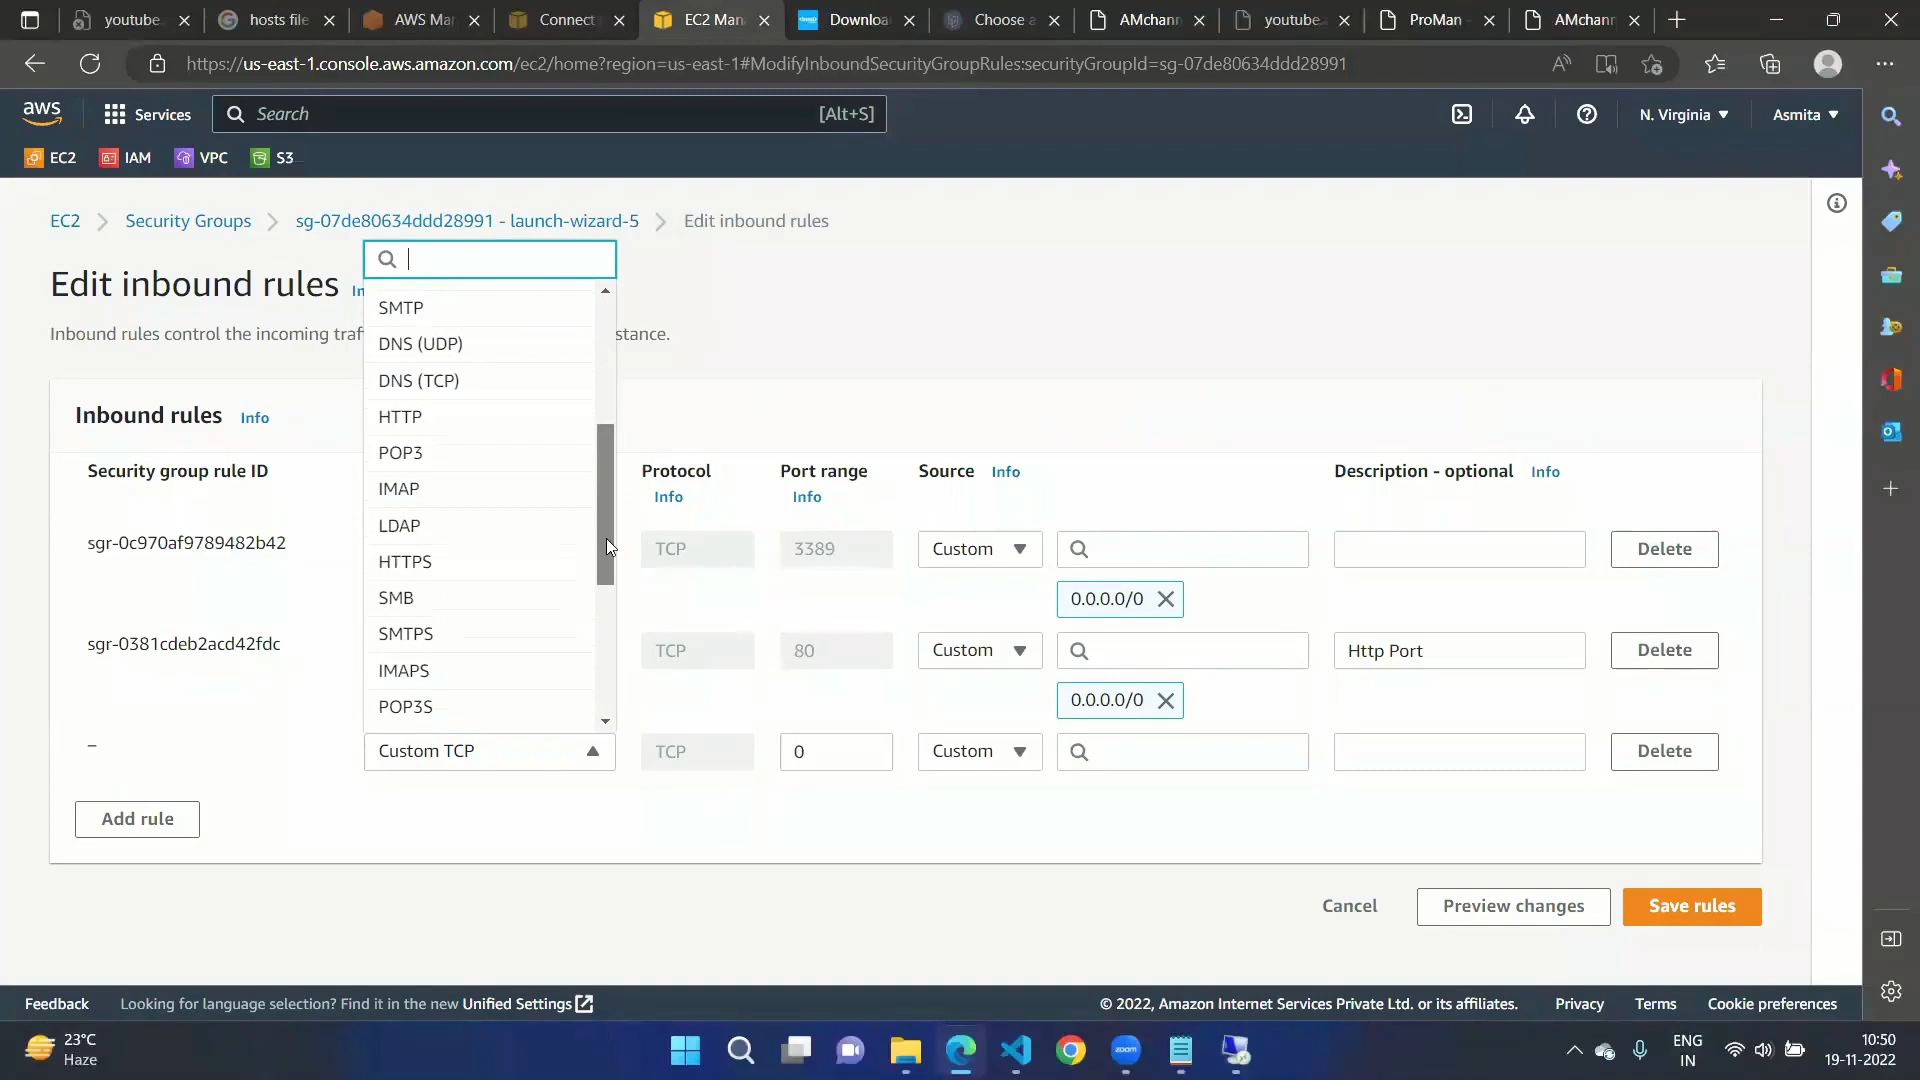 youtube.
hosts file
AWS Ma
Connect
EC2 Man
Downloa
Choose a
AMchann
youtube.
ProMan
AMchann
https://us-east-1.console.aws.amazon.com/ec2/home?region=us-east-1#ModifyInboundSecurityGroupRules:securityGroupId=sg-07de80634ddd28991
aws
Services
Search
[Alt+S]
N. Virginia
Asmita
EC2
IAM
VPC
S3
EC2
Security Groups
sg-07de80634ddd28991 - launch-wizard-5
Edit inbound rules
Edit inbound rules
Inbound rules control the incoming traf
stance.
SMTP
DNS (UDP)
DNS (TCP)
HTTP
POP3
IMAP
LDAP
HTTPS
SMB
SMTPS
IMAPS
POP3S
Inbound rules Info
Security group rule ID
Protocol Info
Port range Info
Source Info
Description - optional Info
sgr-0c970af9789482b42
TCP
3389
Custom
Delete
0.0.0.0/0
sgr-0381cdeb2acd42fdc
TCP
80
Custom
Http Port
Delete
0.0.0.0/0
–
Custom TCP
TCP
0
Custom
Delete
Add rule
Cancel
Preview changes
Save rules
Feedback
Looking for language selection? Find it in the new Unified Settings
© 2022, Amazon Internet Services Private Ltd. or its affiliates.
Privacy
Terms
Cookie preferences
23°C
Haze
zoom
ENG
IN
10:50
19-11-2022